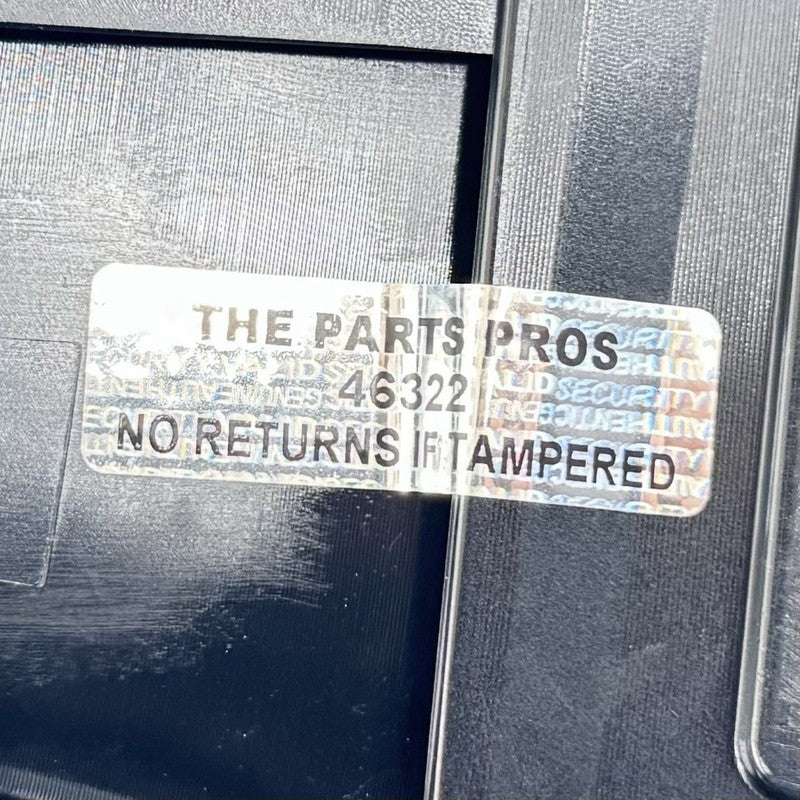 THE PARTS PROS
46322
NO RETURNS IF TAMPERED